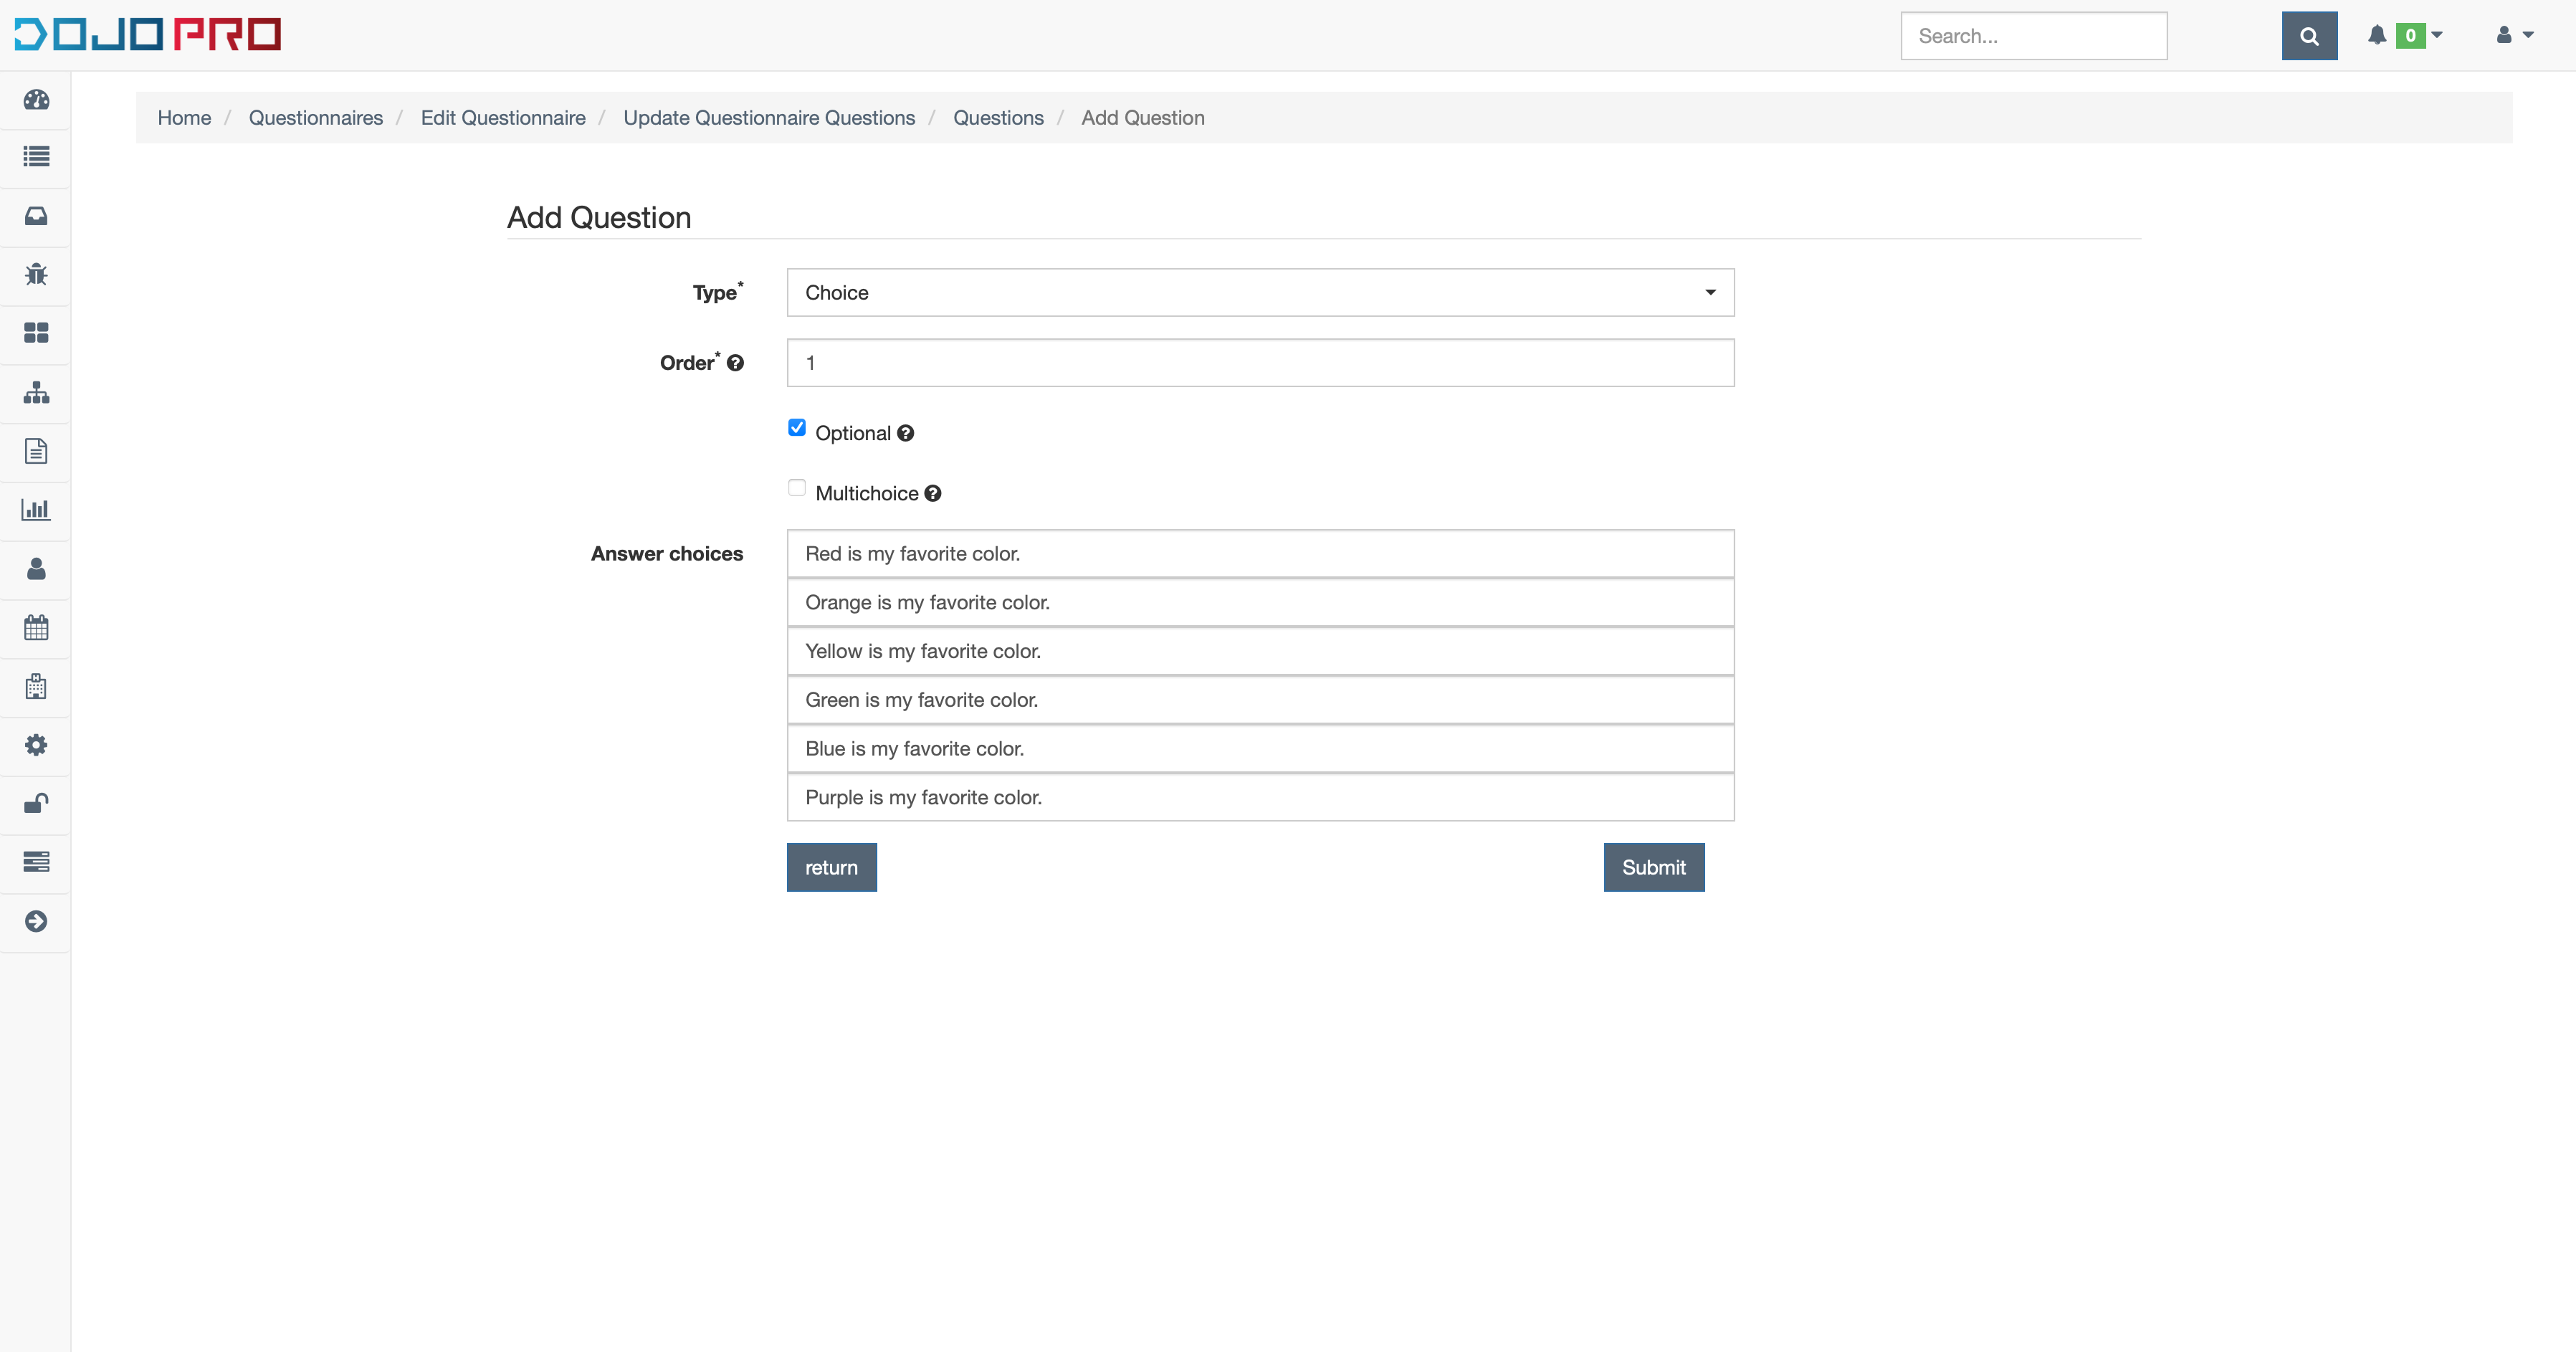 DOJO PRO
Search...
0
Home / Questionnaires / Edit Questionnaire / Update Questionnaire Questions / Questions / Add Question
Add Question
Type* Choice
Order* 1
Optional
Multichoice
Answer choices
Red is my favorite color.
Orange is my favorite color.
Yellow is my favorite color.
Green is my favorite color.
Blue is my favorite color.
Purple is my favorite color.
return Submit